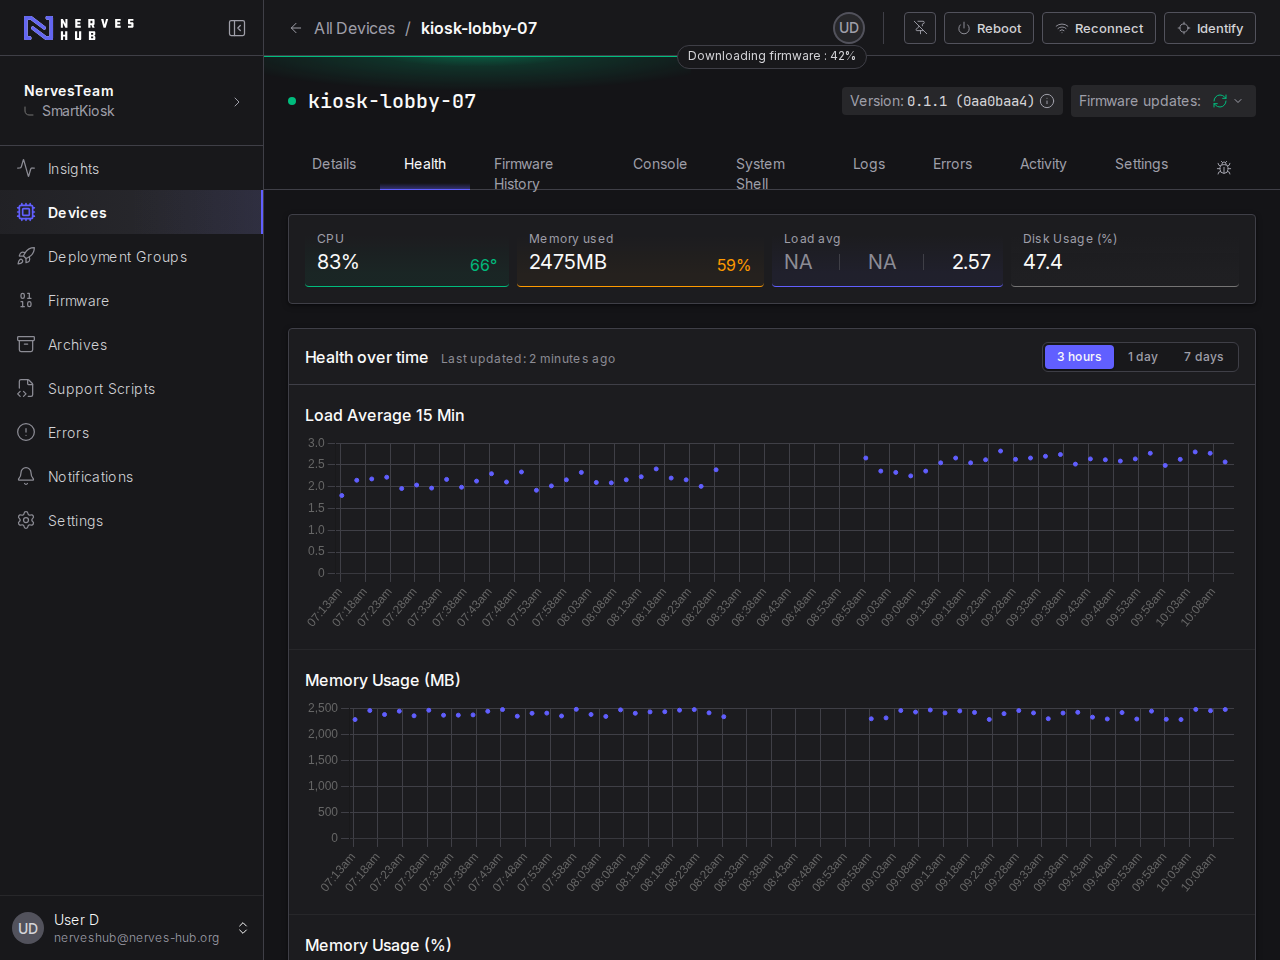 NERVES
HUB
All Devices / kiosk-lobby-07
UD
Reboot
Reconnect
Identify
Downloading firmware : 42%
NervesTeam
SmartKiosk
kiosk-lobby-07
Version: 0.1.1 (0aa0baa4)
Firmware updates:
Insights
Devices
Deployment Groups
Firmware
Archives
Support Scripts
Errors
Notifications
Settings
Details
Health
Firmware History
Console
System Shell
Logs
Errors
Activity
Settings
CPU
83%
66°
Memory used
2475MB
59%
Load avg
NA
NA
2.57
Disk Usage (%)
47.4
Health over time
Last updated: 2 minutes ago
3 hours
1 day
7 days
Load Average 15 Min
3.0
2.5
2.0
1.5
1.0
0.5
0
07:13am 07:18am 07:23am 07:28am 07:33am 07:38am 07:43am 07:48am 07:53am 07:58am 08:03am 08:08am 08:13am 08:18am 08:23am 08:28am 08:33am 08:38am 08:43am 08:48am 08:53am 08:58am 09:03am 09:08am 09:13am 09:18am 09:23am 09:28am 09:33am 09:38am 09:43am 09:48am 09:53am 09:58am 10:03am 10:08am
Memory Usage (MB)
2,500
2,000
1,500
1,000
500
0
07:13am 07:18am 07:23am 07:28am 07:33am 07:38am 07:43am 07:48am 07:53am 07:58am 08:03am 08:08am 08:13am 08:18am 08:23am 08:28am 08:33am 08:38am 08:43am 08:48am 08:53am 08:58am 09:03am 09:08am 09:13am 09:18am 09:23am 09:28am 09:33am 09:38am 09:43am 09:48am 09:53am 09:58am 10:03am 10:08am
Memory Usage (%)
UD
User D
nerveshub@nerves-hub.org